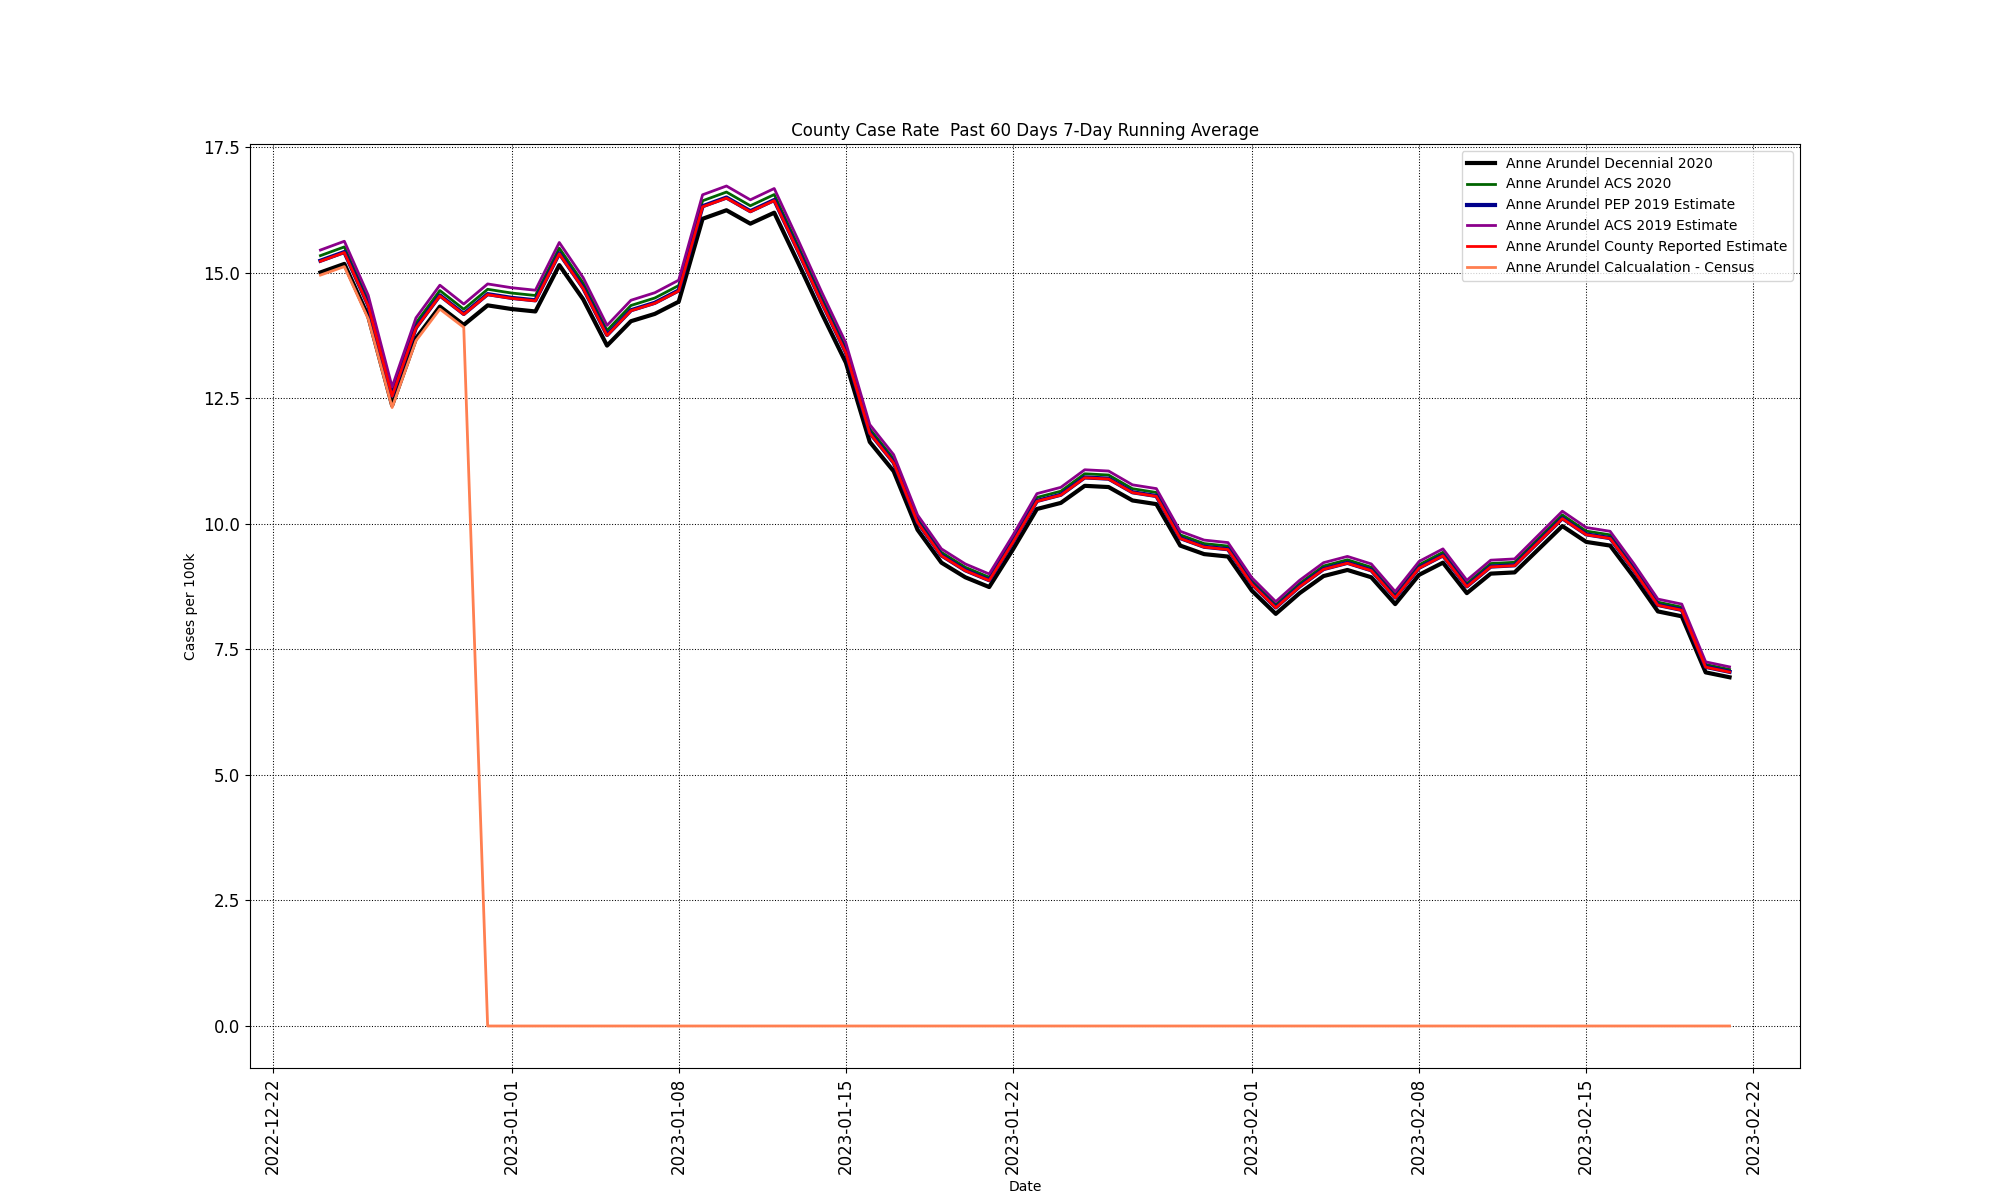 County Case Rate  Past 60 Days 7-Day Running Average
17.5
15.0
12.5
10.0
7.5
5.0
2.5
0.0
Cases per 100k
Anne Arundel Decennial 2020
Anne Arundel ACS 2020
Anne Arundel PEP 2019 Estimate
Anne Arundel ACS 2019 Estimate
Anne Arundel County Reported Estimate
Anne Arundel Calcualation - Census
2022-12-22
2023-01-01
2023-01-08
2023-01-15
2023-01-22
2023-02-01
2023-02-08
2023-02-15
2023-02-22
Date